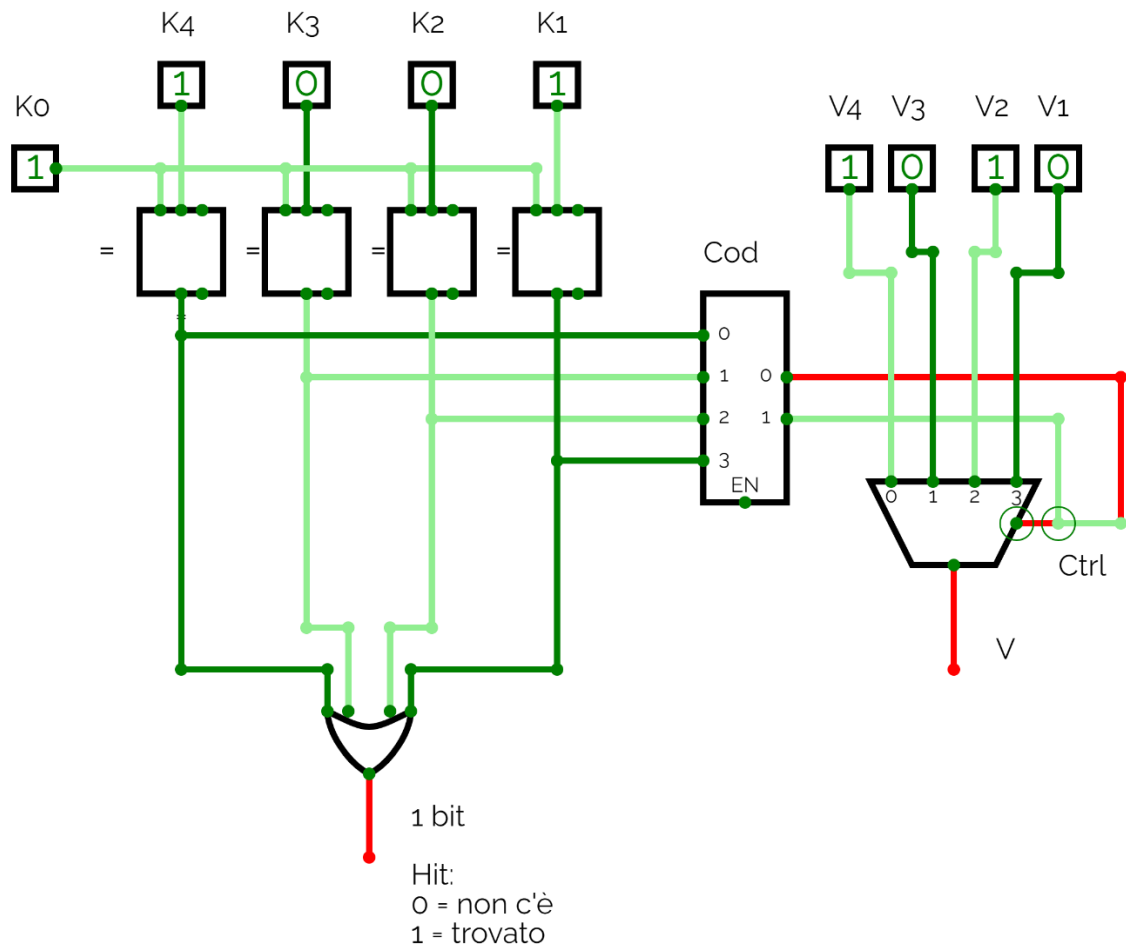 K4 K3 K2 K1
K0 V4 V3 V2 V1
1 0 0 1
1 1 0 1 0
= = = =
=
Cod
0
1 0
2 1
3
EN
0 1 2 3
Ctrl
V
1 bit
Hit:
0 = non c'è
1 = trovato